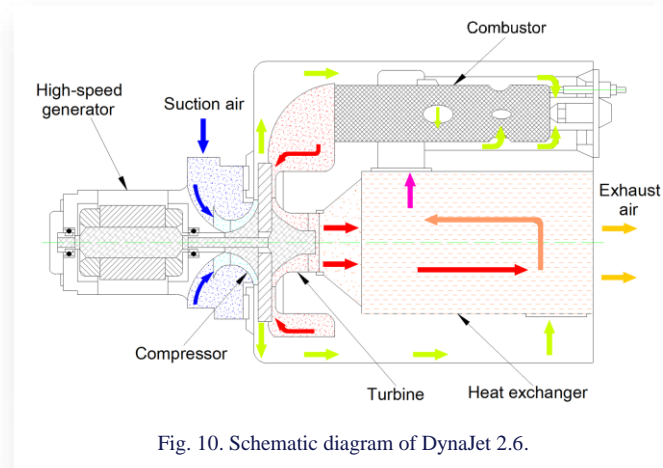 Combustor
High-speed
generator
Suction air
Exhaust
air
Compressor
Turbine
Heat exchanger
Fig. 10. Schematic diagram of DynaJet 2.6.